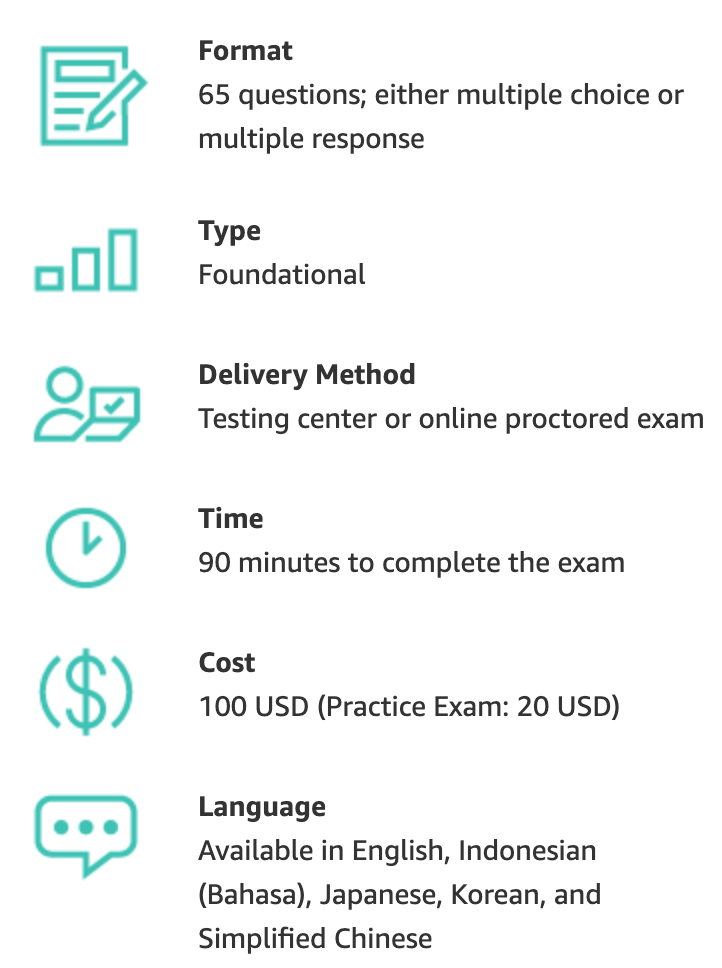 Format
65 questions; either multiple choice or
multiple response
Type
Foundational
Delivery Method
Testing center or online proctored exam
Time
90 minutes to complete the exam
Cost
100 USD (Practice Exam: 20 USD)
Language
Available in English, Indonesian
(Bahasa), Japanese, Korean, and
Simplified Chinese